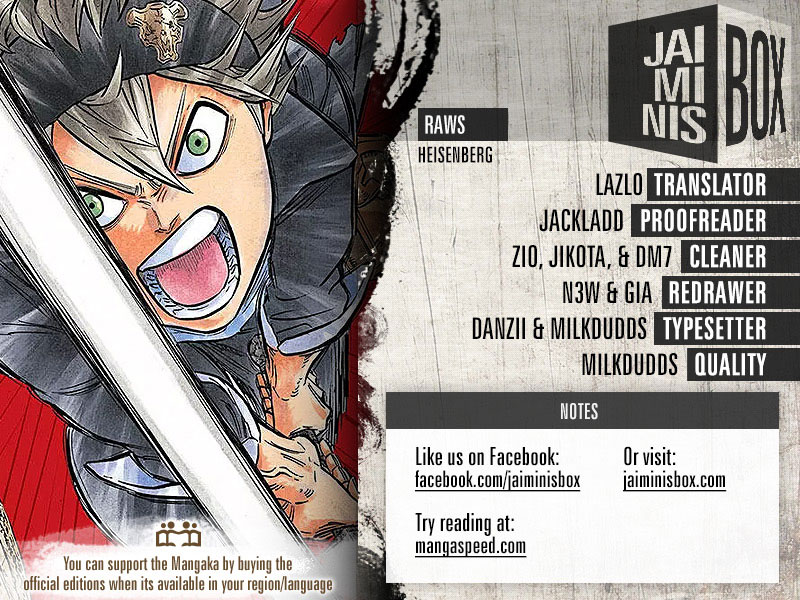 JAI
MI
NIS
BOX
RAWS
HEISENBERG
LAZLO TRANSLATOR
JACKLADD PROOFREADER
ZIO, JIKOTA, & DM7 CLEANER
N3W & GIA REDRAWER
DANZII & MILKDUDDS TYPESETTER
MILKDUDDS QUALITY
NOTES
Like us on Facebook:
facebook.com/jaiminisbox
Or visit:
jaiminisbox.com
Try reading at:
mangaspeed.com
You can support the Mangaka by buying the
official editions when its available in your region/language